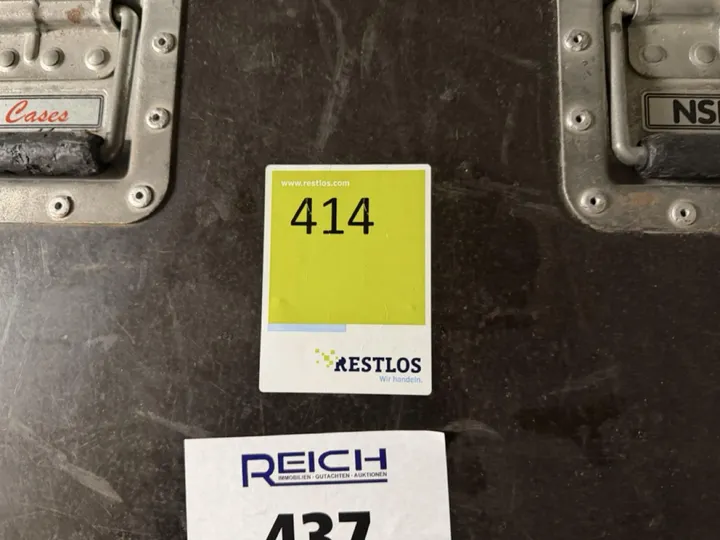 Cases
NSI
www.restlos.com
414
RESTLOS
Wir handeln.
REICH
IMMOBILIEN · GUTACHTEN · AUKTIONEN
437